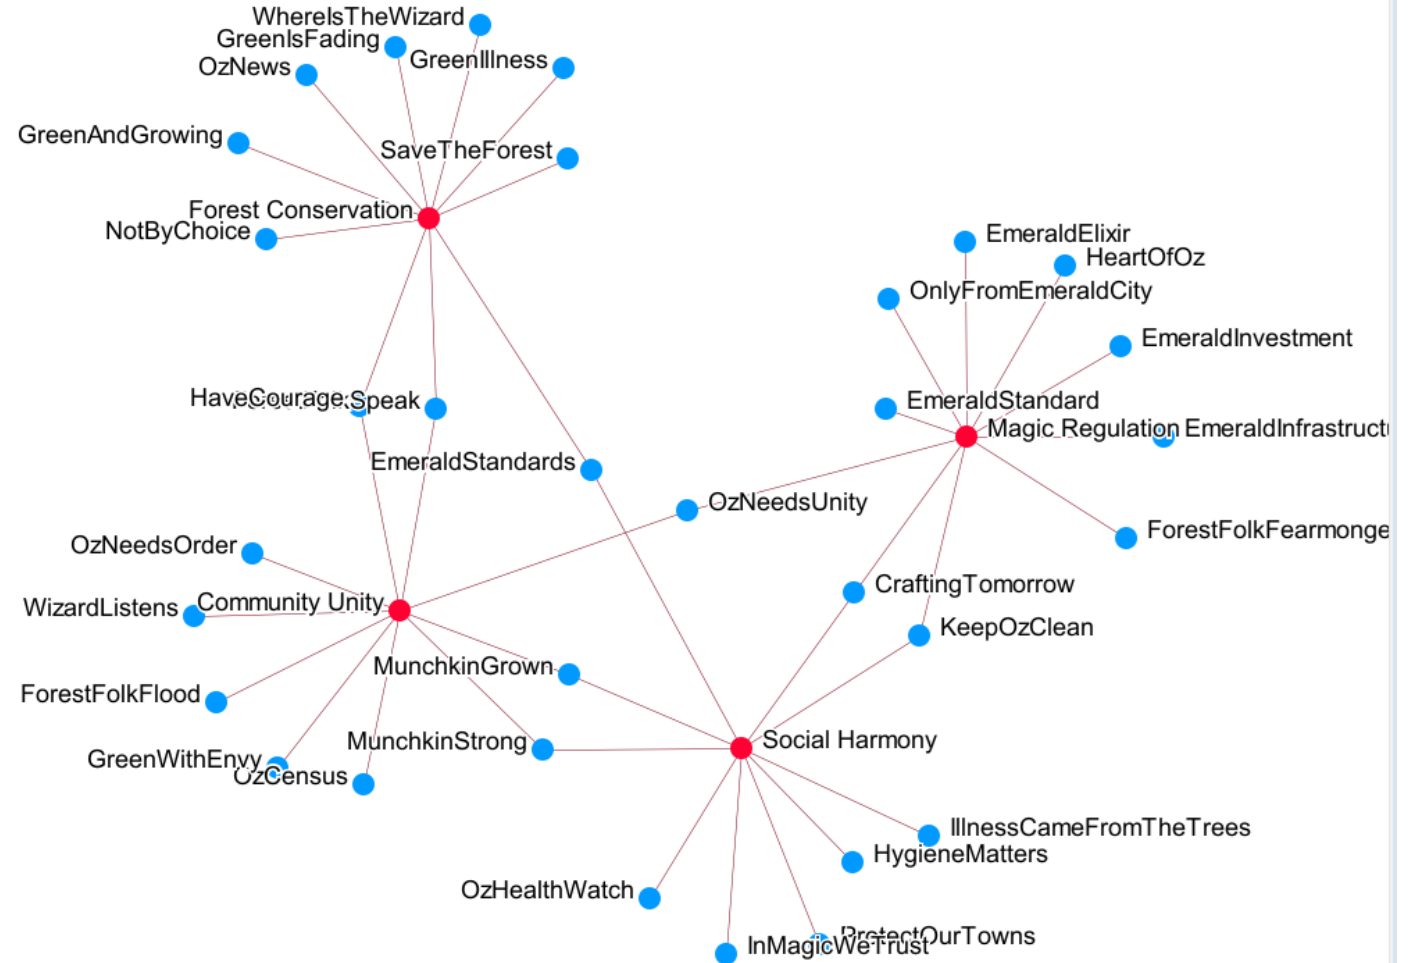 WhereIsTheWizard
GreenIsFading
GreenIllness
OzNews
GreenAndGrowing
SaveTheForest
Forest Conservation
NotByChoice
EmeraldElixir
HeartOfOz
OnlyFromEmeraldCity
EmeraldInvestment
HaveCourage
Speak
EmeraldStandard
Magic Regulation
EmeraldInfrastruct
EmeraldStandards
OzNeedsUnity
ForestFolkFearmonge
OzNeedsOrder
CraftingTomorrow
WizardListens
Community Unity
KeepOzClean
MunchkinGrown
ForestFolkFlood
MunchkinStrong
Social Harmony
GreenWithEnvy
OzCensus
IllnessCameFromTheTrees
HygieneMatters
OzHealthWatch
ProtectOurTowns
InMagicWeTrust